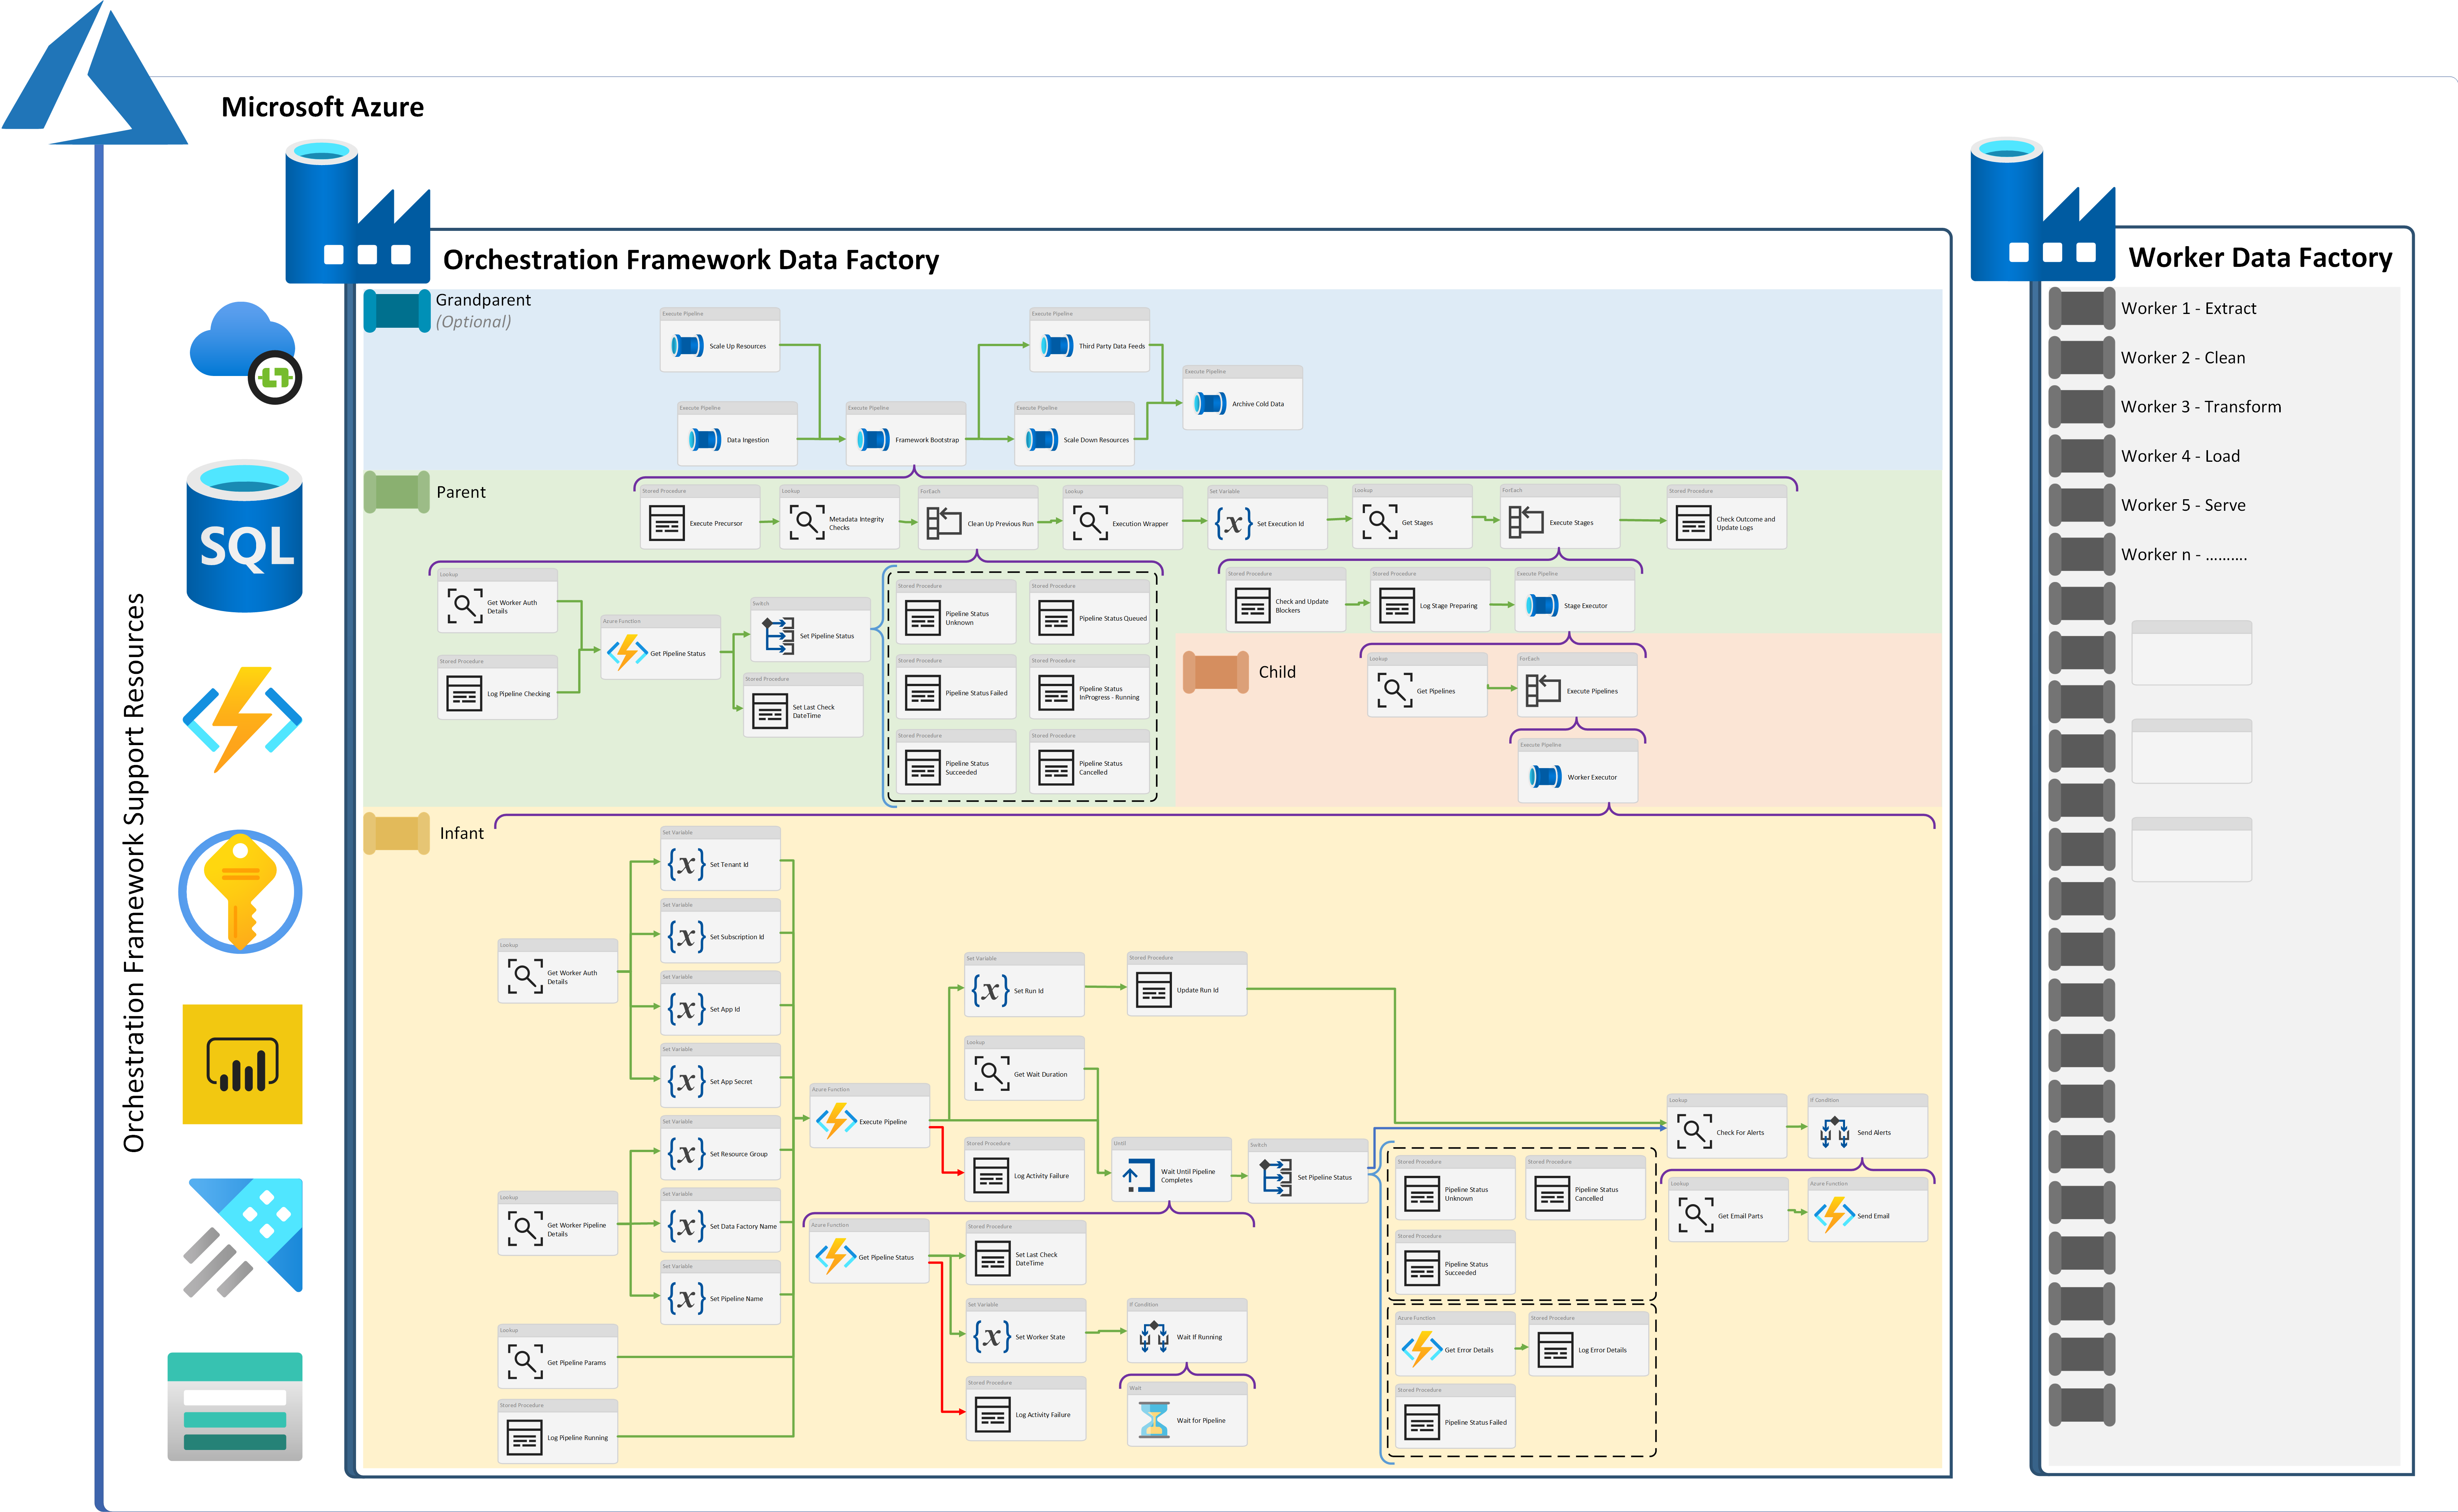 Microsoft Azure
Orchestration Framework Support Resources
SQL
Orchestration Framework Data Factory
Grandparent
(Optional)
Execute Pipeline
Scale Up Resources
Execute Pipeline
Third Party Data Feeds
Execute Pipeline
Archive Cold Data
Execute Pipeline
Data Ingestion
Execute Pipeline
Framework Bootstrap
Execute Pipeline
Scale Down Resources
Parent
Stored Procedure
Execute Precursor
Lookup
Metadata Integrity
Checks
ForEach
Clean Up Previous Run
Lookup
Execution Wrapper
Set Variable
{x}
Set Execution Id
Lookup
Get Stages
ForEach
Execute Stages
Stored Procedure
Check Outcome and
Update Logs
Lookup
Get Worker Auth
Details
Stored Procedure
Log Pipeline Checking
Azure Function
Get Pipeline Status
Switch
Set Pipeline Status
Stored Procedure
Set Last Check
DateTime
Stored Procedure
Pipeline Status
Unknown
Stored Procedure
Pipeline Status Queued
Stored Procedure
Pipeline Status Failed
Stored Procedure
Pipeline Status
InProgress - Running
Stored Procedure
Pipeline Status
Succeeded
Stored Procedure
Pipeline Status
Cancelled
Stored Procedure
Check and Update
Blockers
Stored Procedure
Log Stage Preparing
Execute Pipeline
Stage Executor
Child
Lookup
Get Pipelines
ForEach
Execute Pipelines
Execute Pipeline
Worker Executor
Infant
Lookup
Get Worker Auth
Details
Set Variable
{x}
Set Tenant Id
Set Variable
{x}
Set Subscription Id
Set Variable
{x}
Set App Id
Set Variable
{x}
Set App Secret
Lookup
Get Worker Pipeline
Details
Set Variable
{x}
Set Resource Group
Set Variable
{x}
Set Data Factory Name
Set Variable
{x}
Set Pipeline Name
Lookup
Get Pipeline Params
Stored Procedure
Log Pipeline Running
Azure Function
Execute Pipeline
Set Variable
{x}
Set Run Id
Stored Procedure
Update Run Id
Lookup
Get Wait Duration
Stored Procedure
Log Activity Failure
Until
Wait Until Pipeline
Completes
Switch
Set Pipeline Status
Azure Function
Get Pipeline Status
Stored Procedure
Set Last Check
DateTime
Set Variable
{x}
Set Worker State
If Condition
Wait If Running
Stored Procedure
Log Activity Failure
Wait
Wait for Pipeline
Stored Procedure
Pipeline Status
Unknown
Stored Procedure
Pipeline Status
Cancelled
Stored Procedure
Pipeline Status
Succeeded
Azure Function
Get Error Details
Stored Procedure
Log Error Details
Stored Procedure
Pipeline Status Failed
Lookup
Check For Alerts
If Condition
Send Alerts
Lookup
Get Email Parts
Azure Function
Send Email
Worker Data Factory
Worker 1 - Extract
Worker 2 - Clean
Worker 3 - Transform
Worker 4 - Load
Worker 5 - Serve
Worker n - ..........